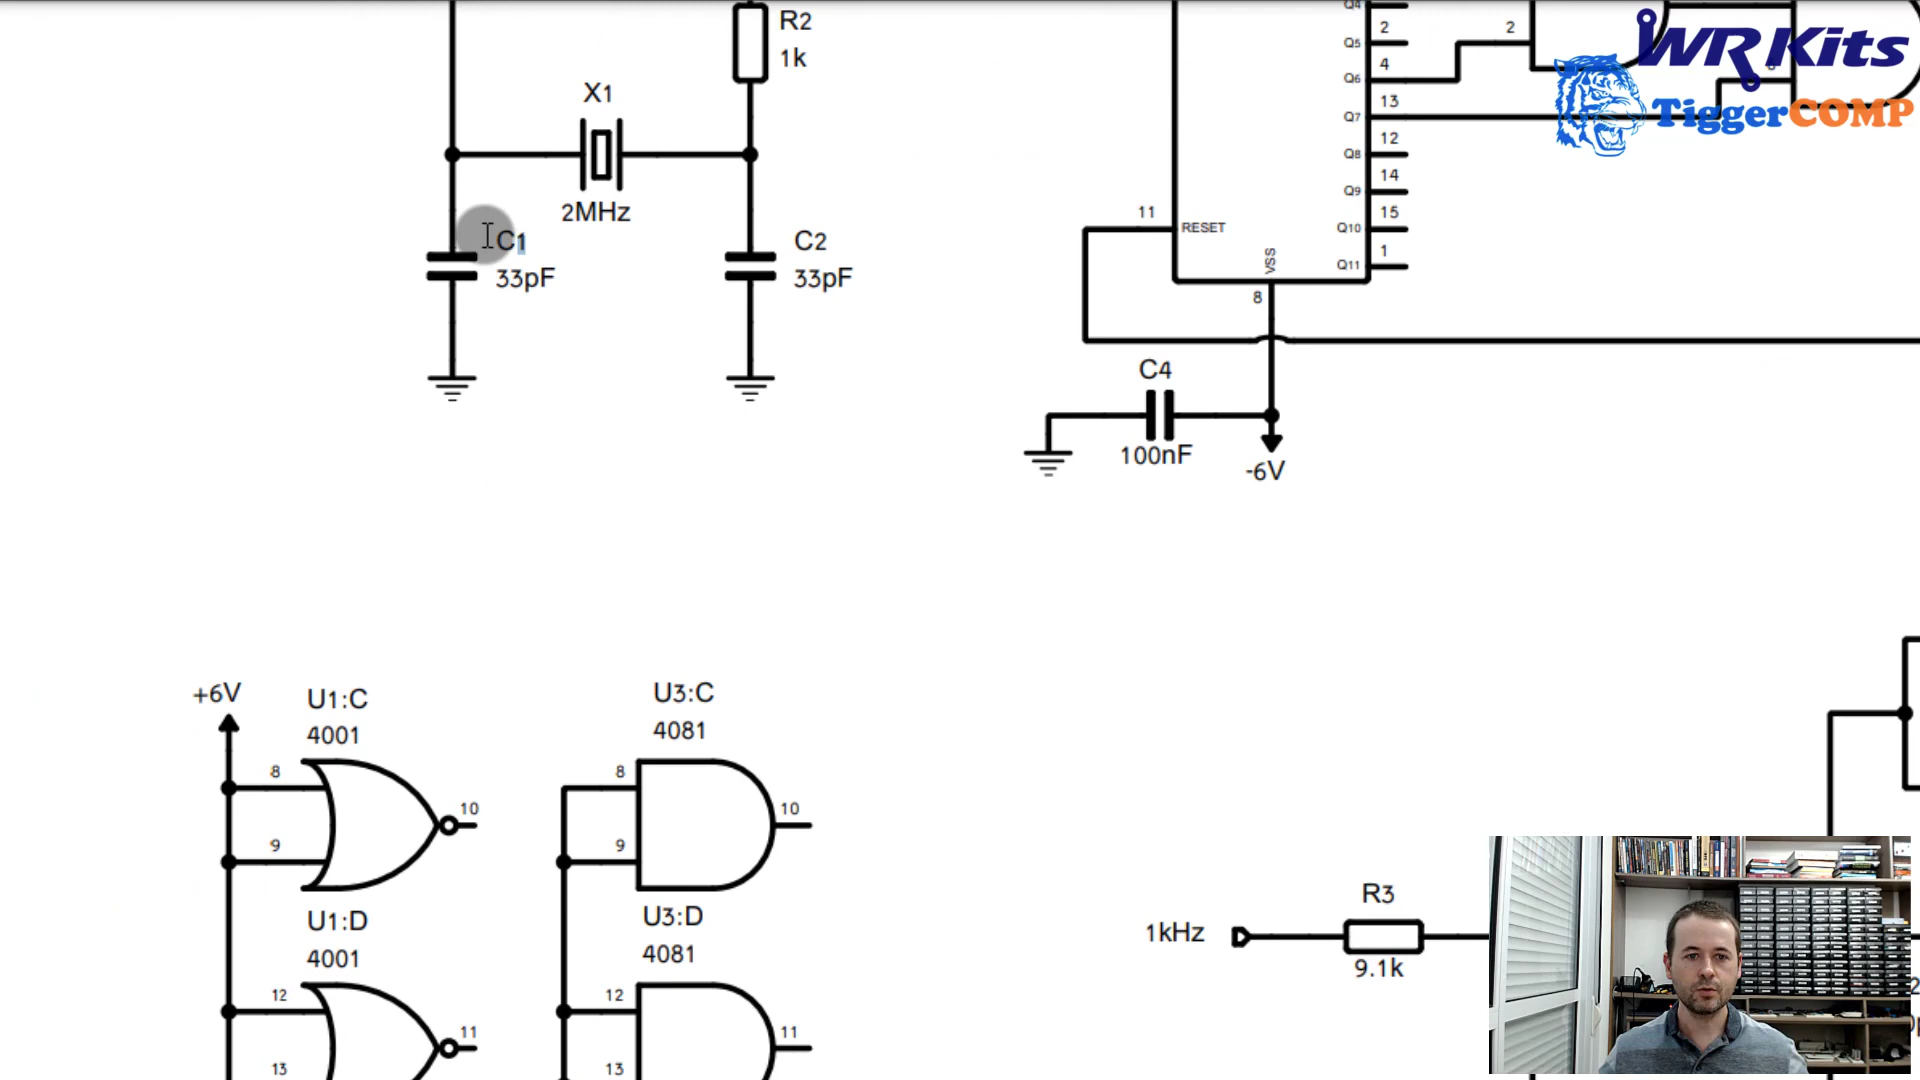 R2
1k
X1
2MHz
C1
33pF
C2
33pF
Q4
2
Q5
4
Q6
13
Q7
12
Q8
14
Q9
15
Q10
1
Q11
2
11
RESET
VSS
8
C4
100nF
-6V
WR Kits
TiggerCOMP
+6V
U1:C
4001
8
9
10
U3:C
4081
8
9
10
U1:D
4001
12
13
11
U3:D
4081
12
13
11
1kHz
R3
9.1k